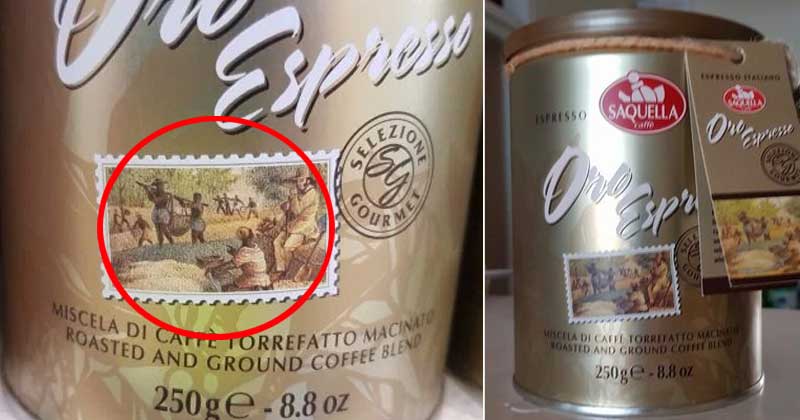 Oro
Espresso
SELEZIONE
SG
GOURMET
MISCELA DI CAFFÈ TORREFATTO MACINATO
ROASTED AND GROUND COFFEE BLEND
250g e - 8.8 oz
ESPRESSO
SAQUELLA
caffè
Oro
Espr
MISCELA DI CAFFÈ TORREFATTO MACINATO
ROASTED AND GROUND COFFEE BLEND
250g e - 8.8 oz
ESPRESSO ITALIANO
SAQUELLA
Oro
Espresso
SELEZIONE
GOURMET